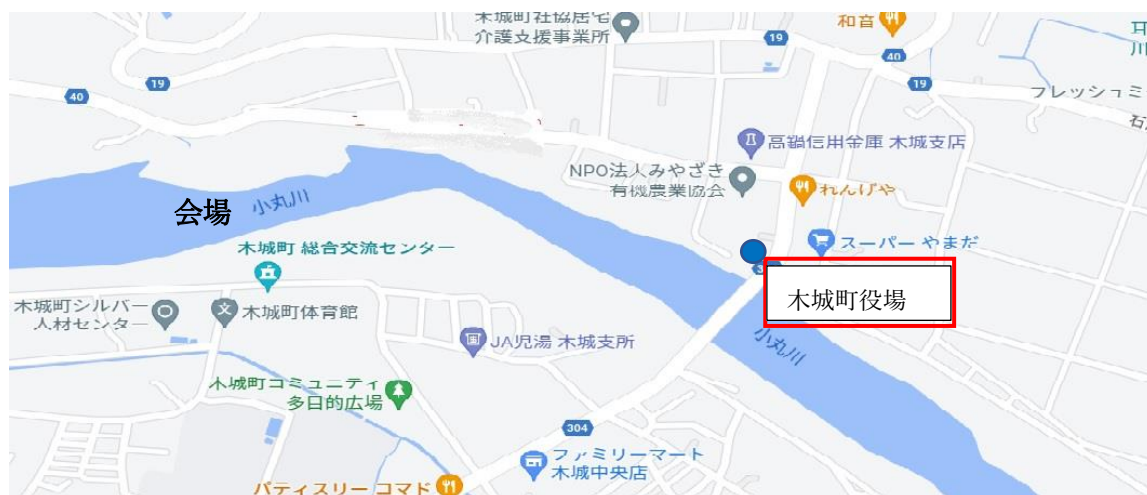 木城町社協居宅
介護支援事業所
和音
19
40
19
19
40
フレッシュミ
高鍋信用金庫 木城支店
NPO法人みやざき
有機農業協会
れんげや
会場
小丸川
木城町 総合交流センター
スーパー やまだ
木城町役場
木城町シルバー
人材センター
木城町体育館
JA児湯 木城支所
小丸川
木城町コミュニティ
多目的広場
304
ファミリーマート
木城中央店
パティスリー コマド